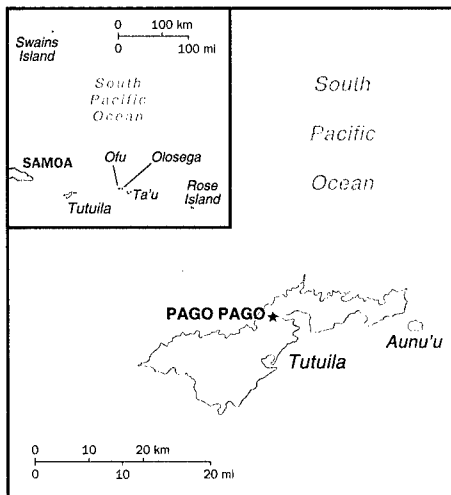 0 100 km
0 100 mi
Swains
Island
South
Pacific
Ocean
SAMOA
Ofu
Olosega
Tutuila
Ta'u
Rose
Island
South
Pacific
Ocean
PAGO PAGO
Tutuila
Aunu'u
0 10 20 km
0 10 20 mi